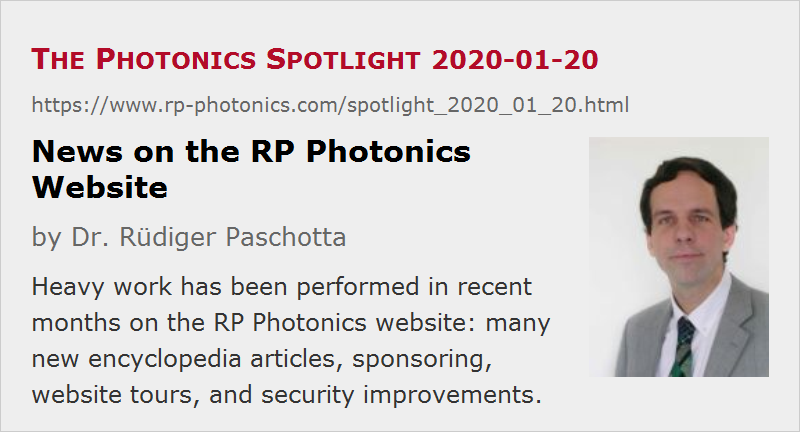 The Photonics Spotlight 2020-01-20
https://www.rp-photonics.com/spotlight_2020_01_20.html
News on the RP Photonics
Website
by Dr. Rüdiger Paschotta
Heavy work has been performed in recent
months on the RP Photonics website: many
new encyclopedia articles, sponsoring,
website tours, and security improvements.